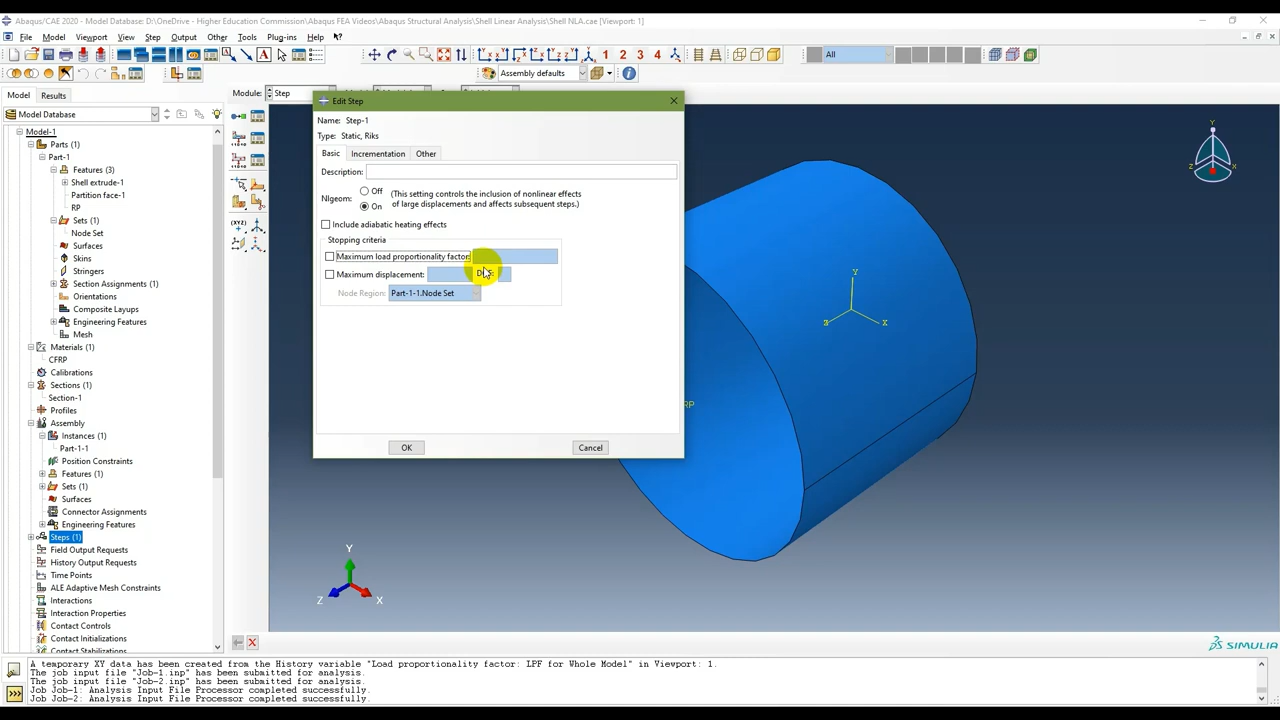 Abaqus/CAE 2020 - Model Database: D:\OneDrive - Higher Education Commission\Abaqus FEA Videos\Abaqus Structural Analysis\Shell Linear Analysis\Shell NLA.cae [Viewport: 1]
File Model Viewport View Step Output Other Tools Plug-ins Help
1 2 3 4 All
Assembly defaults
Model Results Module: Step
Model Database
Model-1
Parts (1)
Part-1
Features (3)
Shell extrude-1
Partition face-1
RP
Sets (1)
Node Set
Surfaces
Skins
Stringers
Section Assignments (1)
Orientations
Composite Layups
Engineering Features
Mesh
Materials (1)
CFRP
Calibrations
Sections (1)
Section-1
Profiles
Assembly
Instances (1)
Part-1-1
Position Constraints
Features (1)
Sets (1)
Surfaces
Connector Assignments
Engineering Features
Steps (1)
Field Output Requests
History Output Requests
Time Points
ALE Adaptive Mesh Constraints
Interactions
Interaction Properties
Contact Controls
Contact Initializations
Contact Stabilizations
Edit Step
Name: Step-1
Type: Static, Riks
Basic Incrementation Other
Description:
Nlgeom:
Off
On
(This setting controls the inclusion of nonlinear effects
of large displacements and affects subsequent steps.)
Include adiabatic heating effects
Stopping criteria
Maximum load proportionality factor:
Maximum displacement:
Node Region: Part-1-1.Node Set
OK Cancel
RP
Y
Z X
Y
Z X
Y
Z X
SIMULIA
A temporary XY data has been created from the History variable "Load proportionality factor: LPF for Whole Model" in Viewport: 1.
The job input file "Job-1.inp" has been submitted for analysis.
The job input file "Job-2.inp" has been submitted for analysis.
Job Job-1: Analysis Input File Processor completed successfully.
Job Job-2: Analysis Input File Processor completed successfully.